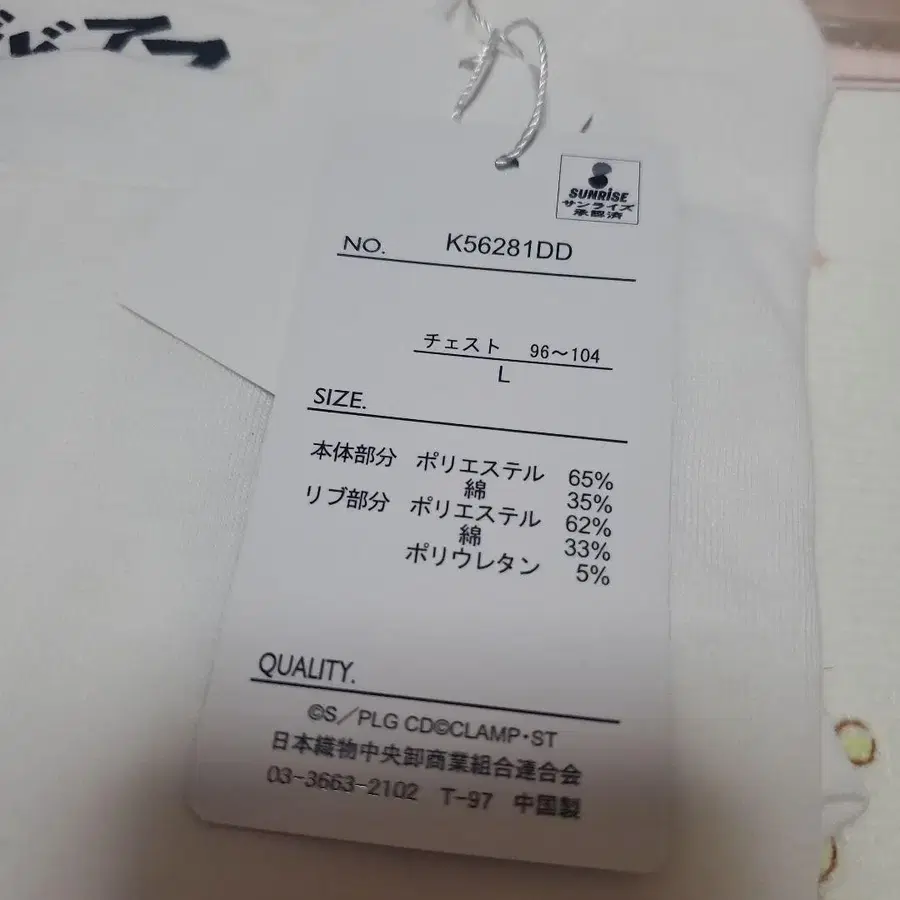 SUNRISE
サンライズ
承認済
NO. K56281DD
チェスト 96～104
L
SIZE.
本体部分 ポリエステル 65%
綿 35%
リブ部分 ポリエステル 62%
綿 33%
ポリウレタン 5%
QUALITY.
©S／PLG CD©CLAMP・ST
日本織物中央卸商業組合連合会
03-3663-2102 T-97 中国製